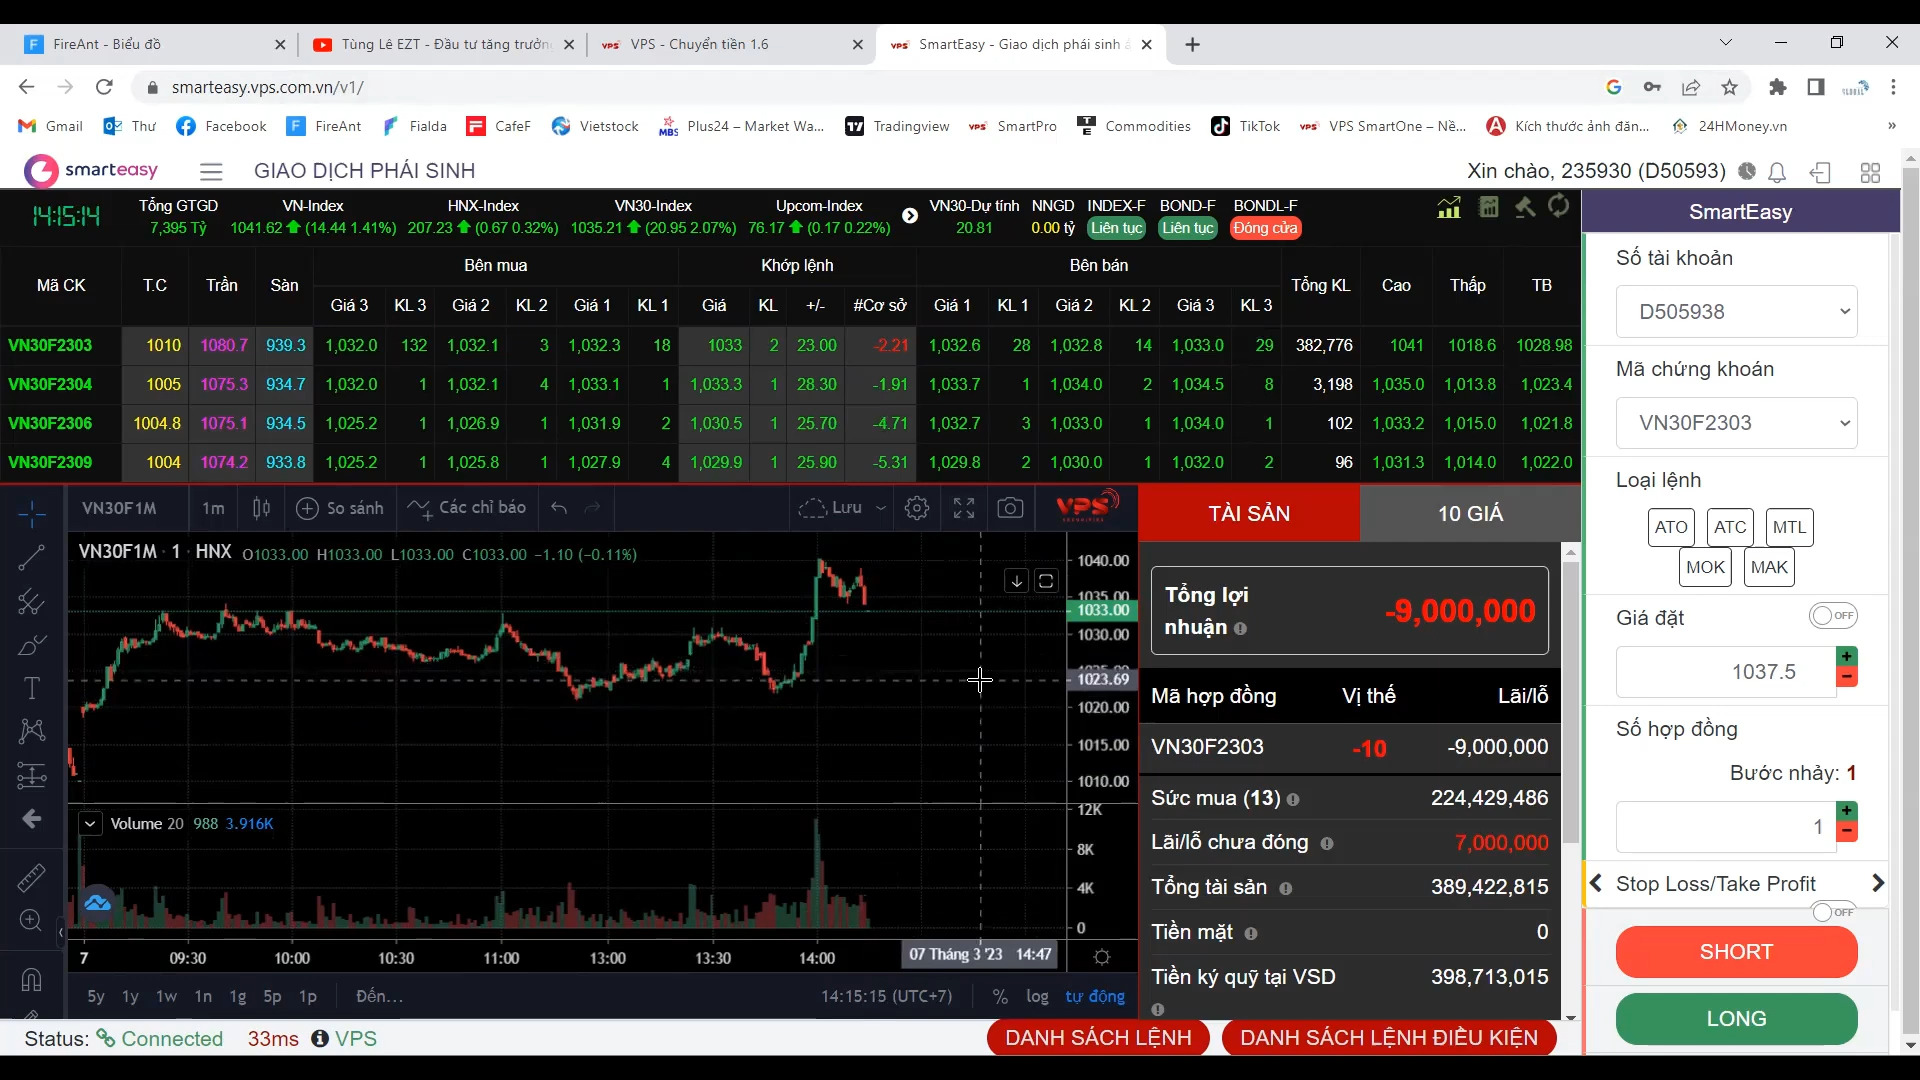 FireAnt - Biểu đồ
Tùng Lê EZT - Đầu tư tăng trưởn
VPS - Chuyển tiền 1.6
SmartEasy - Giao dịch phái sinh
smarteasy.vps.com.vn/v1/
Gmail Thư Facebook FireAnt Fialda CafeF Vietstock MBS Plus24 – Market Wa... Tradingview SmartPro Commodities TikTok VPS SmartOne – Nề... Kích thước ảnh đăn... 24HMoney.vn »
smarteasy GIAO DỊCH PHÁI SINH Xin chào, 235930 (D50593)
14:15:14
Tổng GTGD VN-Index HNX-Index VN30-Index Upcom-Index VN30-Dự tính NNGD INDEX-F BOND-F BONDL-F
7,395 Tỷ 1041.62 (14.44 1.41%) 207.23 (0.67 0.32%) 1035.21 (20.95 2.07%) 76.17 (0.17 0.22%) 20.81 0.00 tỷ Liên tục Liên tục Đóng cửa
Mã CK T.C Trần Sàn Bên mua Khớp lệnh Bên bán Tổng KL Cao Thấp TB
Giá 3 KL 3 Giá 2 KL 2 Giá 1 KL 1 Giá KL +/- #Cơ sở Giá 1 KL 1 Giá 2 KL 2 Giá 3 KL 3
VN30F2303 1010 1080.7 939.3 1,032.0 132 1,032.1 3 1,032.3 18 1033 2 23.00 -2.21 1,032.6 28 1,032.8 14 1,033.0 29 382,776 1041 1018.6 1028.98
VN30F2304 1005 1075.3 934.7 1,032.0 1 1,032.1 4 1,033.1 1 1,033.3 1 28.30 -1.91 1,033.7 1 1,034.0 2 1,034.5 8 3,198 1,035.0 1,013.8 1,023.4
VN30F2306 1004.8 1075.1 934.5 1,025.2 1 1,026.9 1 1,031.9 2 1,030.5 1 25.70 -4.71 1,032.7 3 1,033.0 1 1,034.0 1 102 1,033.2 1,015.0 1,021.8
VN30F2309 1004 1074.2 933.8 1,025.2 1 1,025.8 1 1,027.9 4 1,029.9 1 25.90 -5.31 1,029.8 2 1,030.0 1 1,032.0 2 96 1,031.3 1,014.0 1,022.0
VN30F1M 1m So sánh Các chỉ báo Lưu VPS
VN30F1M · 1 · HNX O1033.00 H1033.00 L1033.00 C1033.00 −1.10 (−0.11%)
1040.00
1033.00
1030.00
1023.69
1020.00
1015.00
1010.00
Volume 20 988 3.916K
12K
8K
4K
0
7 09:30 10:00 10:30 11:00 13:00 13:30 14:00 07 Tháng 3 '23 14:47
5y 1y 1w 1n 1g 5p 1p Đến... 14:15:15 (UTC+7) % log tự động
TÀI SẢN 10 GIÁ
Tổng lợi
nhuận -9,000,000
Mã hợp đồng Vị thế Lãi/lỗ
VN30F2303 -10 -9,000,000
Sức mua (13) 224,429,486
Lãi/lỗ chưa đóng 7,000,000
Tổng tài sản 389,422,815
Tiền mặt 0
Tiền ký quỹ tại VSD 398,713,015
SmartEasy
Số tài khoản
D505938
Mã chứng khoán
VN30F2303
Loại lệnh
ATO ATC MTL
MOK MAK
Giá đặt OFF
1037.5 + -
Số hợp đồng
Bước nhảy: 1
1 + -
Stop Loss/Take Profit
OFF
SHORT
LONG
Status: Connected 33ms VPS DANH SÁCH LỆNH DANH SÁCH LỆNH ĐIỀU KIỆN